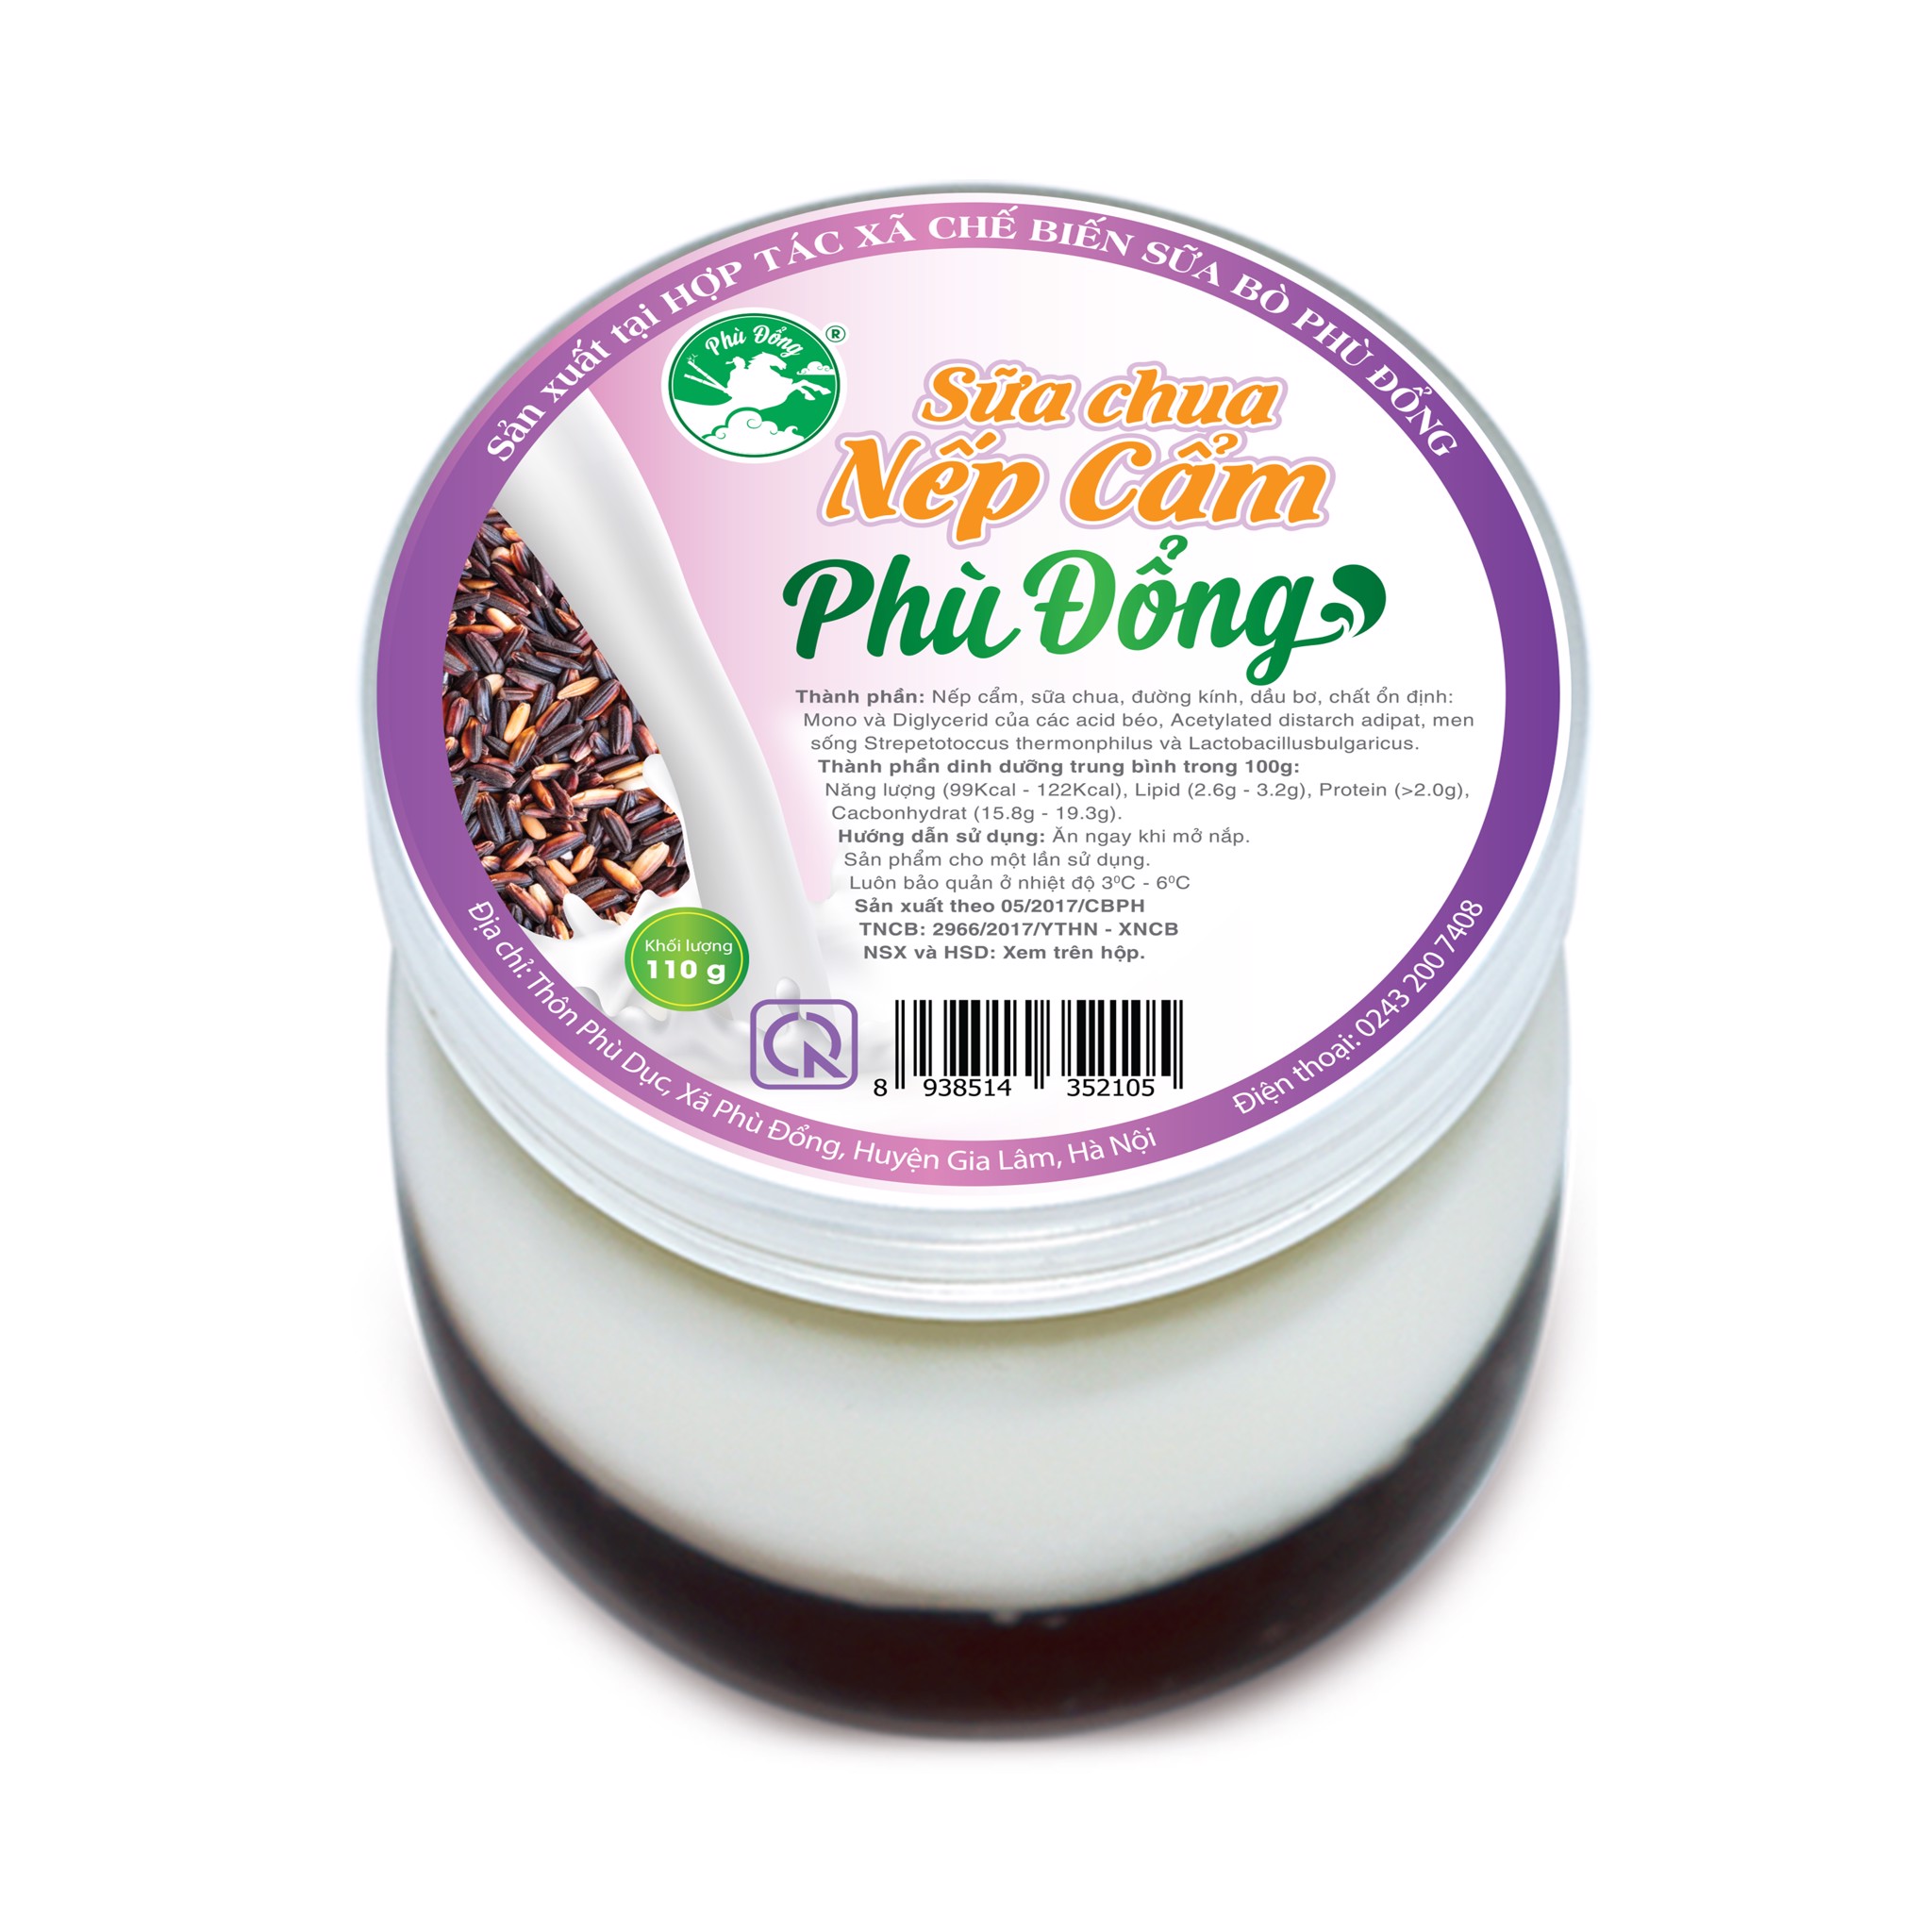 Sản xuất tại HỢP TÁC XÃ CHẾ BIẾN SỮA BÒ PHÙ ĐỔNG
Phù Đổng
®
Sữa chua
Nếp Cẩm
Phù Đổng
Thành phần: Nếp cẩm, sữa chua, đường kính, dầu bơ, chất ổn định:
Mono và Diglycerid của các acid béo, Acetylated distarch adipat, men
sống Strepetotoccus thermonphilus và Lactobacillusbulgaricus.
Thành phần dinh dưỡng trung bình trong 100g:
Năng lượng (99Kcal - 122Kcal), Lipid (2.6g - 3.2g), Protein (>2.0g),
Cacbonhydrat (15.8g - 19.3g).
Hướng dẫn sử dụng: Ăn ngay khi mở nắp.
Sản phẩm cho một lần sử dụng.
Luôn bảo quản ở nhiệt độ 3⁰C - 6⁰C
Sản xuất theo 05/2017/CBPH
TNCB: 2966/2017/YTHN - XNCB
NSX và HSD: Xem trên hộp.
Khối lượng
110 g
8 938514 352105
Địa chỉ: Thôn Phù Dục, Xã Phù Đổng, Huyện Gia Lâm, Hà Nội
Điện thoại: 0243 200 7408